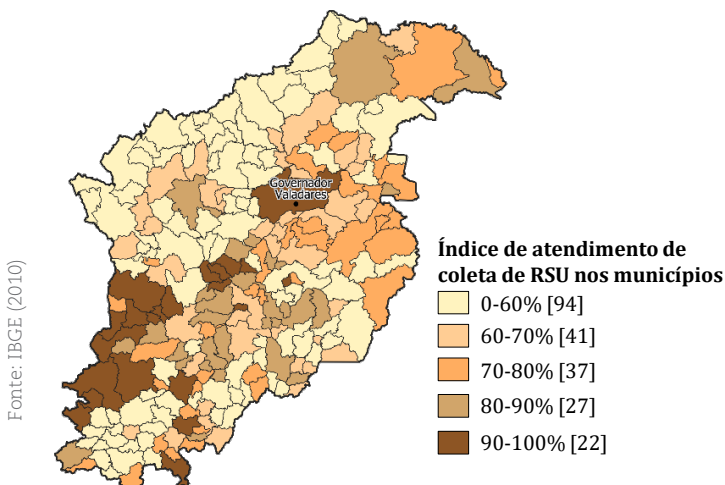 Governador
Valadares
Fonte: IBGE (2010)
Índice de atendimento de
coleta de RSU nos municípios
0-60% [94]
60-70% [41]
70-80% [37]
80-90% [27]
90-100% [22]